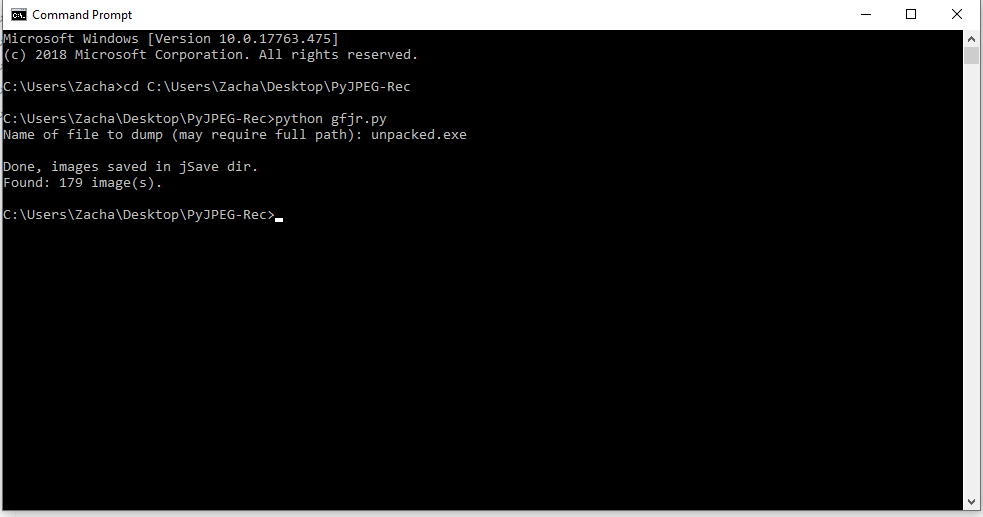 Command Prompt
Microsoft Windows [Version 10.0.17763.475]
(c) 2018 Microsoft Corporation. All rights reserved.
C:\Users\Zacha>cd C:\Users\Zacha\Desktop\PyJPEG-Rec
C:\Users\Zacha\Desktop\PyJPEG-Rec>python gfjr.py
Name of file to dump (may require full path): unpacked.exe
Done, images saved in jSave dir.
Found: 179 image(s).
C:\Users\Zacha\Desktop\PyJPEG-Rec>